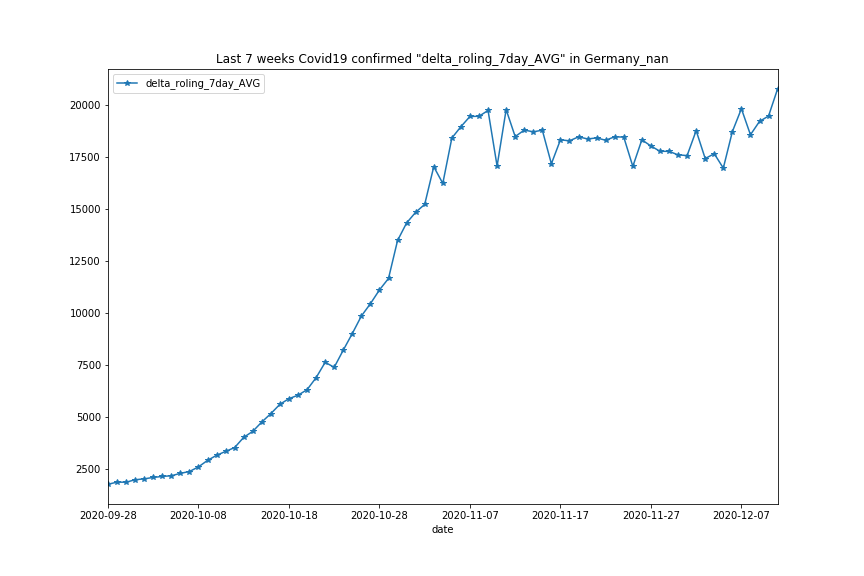 Last 7 weeks Covid19 confirmed "delta_roling_7day_AVG" in Germany_nan
delta_roling_7day_AVG
20000
17500
15000
12500
10000
7500
5000
2500
2020-09-28 2020-10-08 2020-10-18 2020-10-28 2020-11-07 2020-11-17 2020-11-27 2020-12-07
date